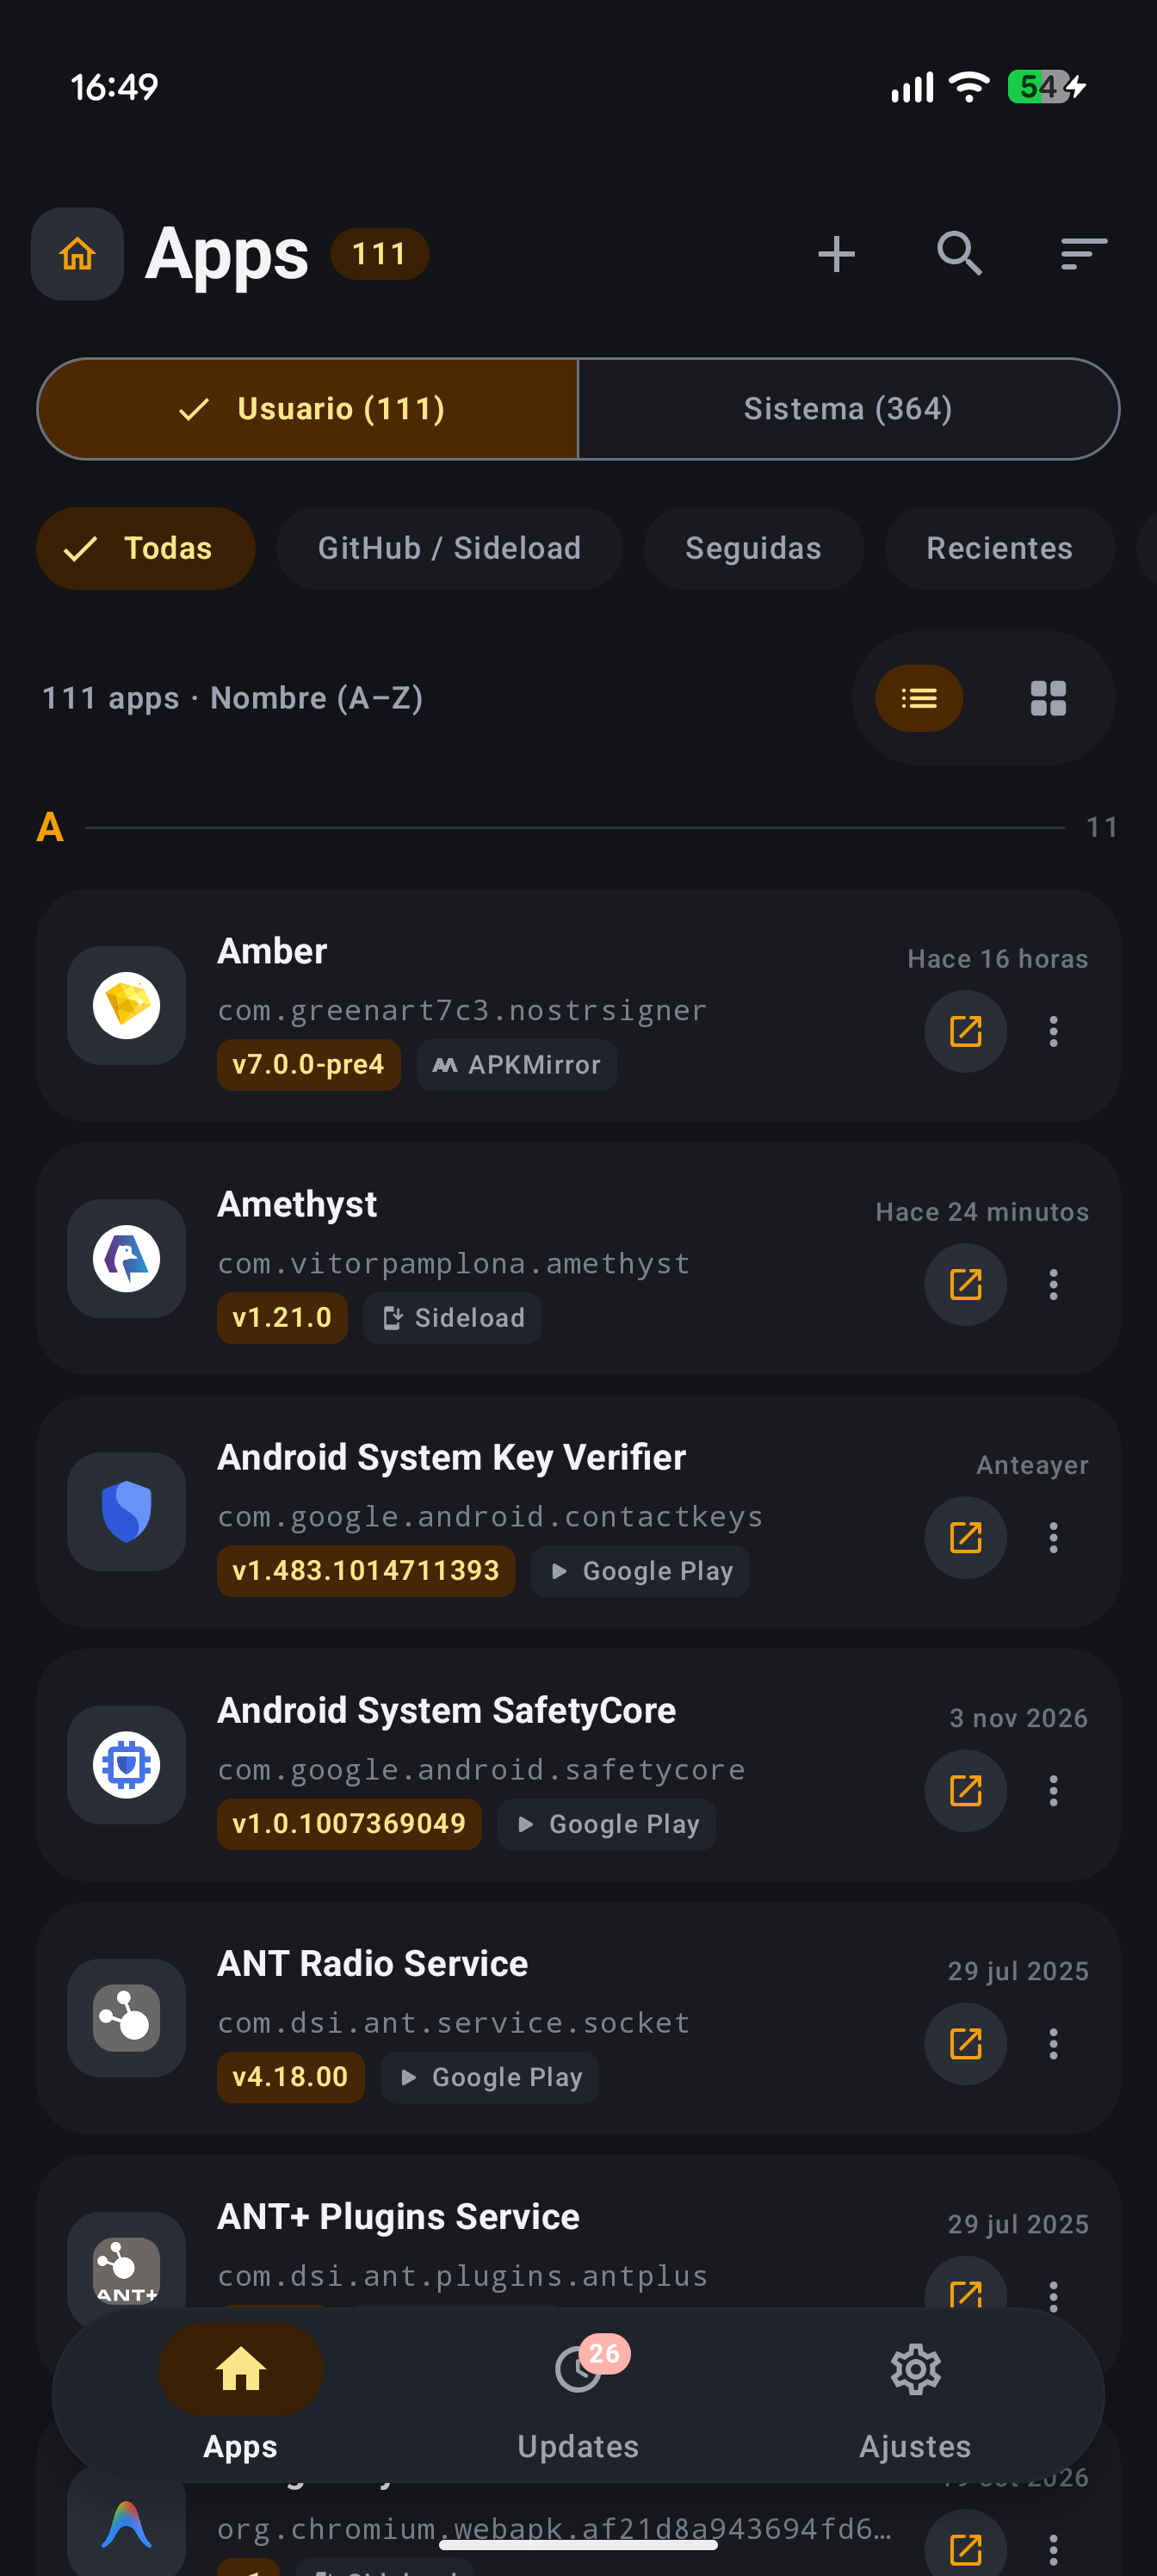 16:49
54
Apps 111
Usuario (111)
Sistema (364)
Todas
GitHub / Sideload
Seguidas
Recientes
111 apps · Nombre (A–Z)
A
11
Amber
Hace 16 horas
com.greenart7c3.nostrsigner
v7.0.0-pre4
APKMirror
Amethyst
Hace 24 minutos
com.vitorpamplona.amethyst
v1.21.0
Sideload
Android System Key Verifier
Anteayer
com.google.android.contactkeys
v1.483.1014711393
Google Play
Android System SafetyCore
3 nov 2026
com.google.android.safetycore
v1.0.1007369049
Google Play
ANT Radio Service
29 jul 2025
com.dsi.ant.service.socket
v4.18.00
Google Play
ANT+ Plugins Service
29 jul 2025
com.dsi.ant.plugins.antplus
ANT+
26
Apps
Updates
Ajustes
2026
org.chromium.webapk.af21d8a943694fd6…
Sideload